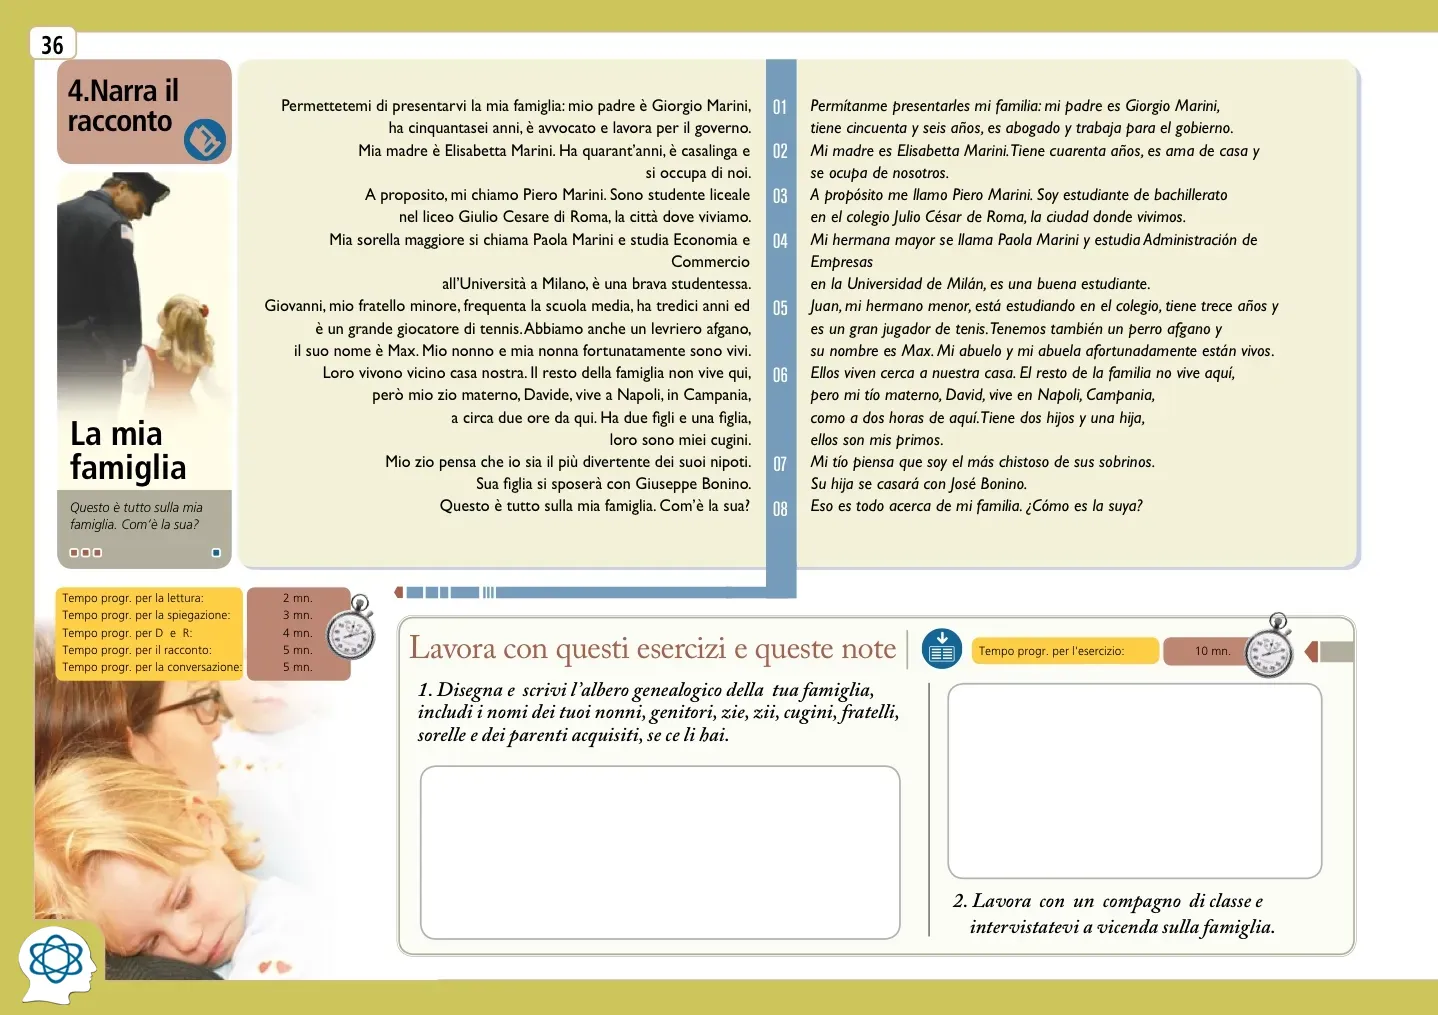 36
4.Narra il
racconto
La mia
famiglia
Questo è tutto sulla mia
famiglia. Com’è la sua?
Permettetemi di presentarvi la mia famiglia: mio padre è Giorgio Marini,
ha cinquantasei anni, è avvocato e lavora per il governo.
Mia madre è Elisabetta Marini. Ha quarant’anni, è casalinga e
si occupa di noi.
A proposito, mi chiamo Piero Marini. Sono studente liceale
nel liceo Giulio Cesare di Roma, la città dove viviamo.
Mia sorella maggiore si chiama Paola Marini e studia Economia e
Commercio
all’Università a Milano, è una brava studentessa.
Giovanni, mio fratello minore, frequenta la scuola media, ha tredici anni ed
è un grande giocatore di tennis. Abbiamo anche un levriero afgano,
il suo nome è Max. Mio nonno e mia nonna fortunatamente sono vivi.
Loro vivono vicino casa nostra. Il resto della famiglia non vive qui,
però mio zio materno, Davide, vive a Napoli, in Campania,
a circa due ore da qui. Ha due figli e una figlia,
loro sono miei cugini.
Mio zio pensa che io sia il più divertente dei suoi nipoti.
Sua figlia si sposerà con Giuseppe Bonino.
Questo è tutto sulla mia famiglia. Com’è la sua?
01
02
03
04
05
06
07
08
Permítanme presentarles mi familia: mi padre es Giorgio Marini,
tiene cincuenta y seis años, es abogado y trabaja para el gobierno.
Mi madre es Elisabetta Marini. Tiene cuarenta años, es ama de casa y
se ocupa de nosotros.
A propósito me llamo Piero Marini. Soy estudiante de bachillerato
en el colegio Julio César de Roma, la ciudad donde vivimos.
Mi hermana mayor se llama Paola Marini y estudia Administración de
Empresas
en la Universidad de Milán, es una buena estudiante.
Juan, mi hermano menor, está estudiando en el colegio, tiene trece años y
es un gran jugador de tenis. Tenemos también un perro afgano y
su nombre es Max. Mi abuelo y mi abuela afortunadamente están vivos.
Ellos viven cerca a nuestra casa. El resto de la familia no vive aquí,
pero mi tío materno, David, vive en Napoli, Campania,
como a dos horas de aquí. Tiene dos hijos y una hija,
ellos son mis primos.
Mi tío piensa que soy el más chistoso de sus sobrinos.
Su hija se casará con José Bonino.
Eso es todo acerca de mi familia. ¿Cómo es la suya?
Tempo progr. per la lettura: 2 mn.
Tempo progr. per la spiegazione: 3 mn.
Tempo progr. per D e R: 4 mn.
Tempo progr. per il racconto: 5 mn.
Tempo progr. per la conversazione: 5 mn.
Lavora con questi esercizi e queste note
Tempo progr. per l’esercizio: 10 mn.
1. Disegna e scrivi l’albero genealogico della tua famiglia,
includi i nomi dei tuoi nonni, genitori, zie, zii, cugini, fratelli,
sorelle e dei parenti acquisiti, se ce li hai.
2. Lavora con un compagno di classe e
intervistatevi a vicenda sulla famiglia.